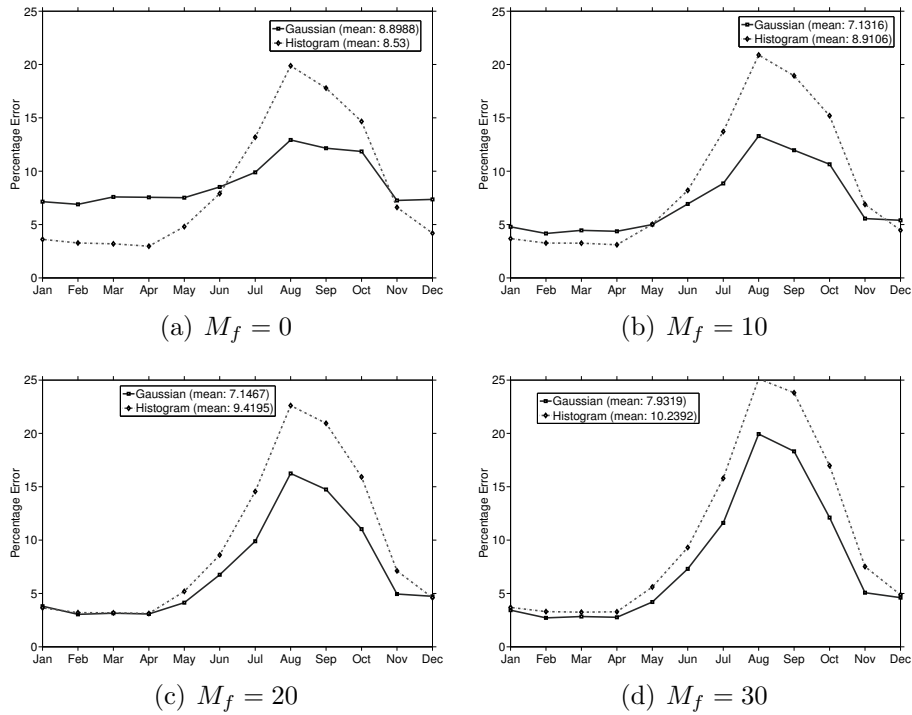 25
20
15
10
5
0
Percentage Error
Gaussian (mean: 8.8988)
Histogram (mean: 8.53)
Jan Feb Mar Apr May Jun Jul Aug Sep Oct Nov Dec
(a) M_f = 0
25
20
15
10
5
0
Percentage Error
Gaussian (mean: 7.1316)
Histogram (mean: 8.9106)
Jan Feb Mar Apr May Jun Jul Aug Sep Oct Nov Dec
(b) M_f = 10
25
20
15
10
5
0
Percentage Error
Gaussian (mean: 7.1467)
Histogram (mean: 9.4195)
Jan Feb Mar Apr May Jun Jul Aug Sep Oct Nov Dec
(c) M_f = 20
25
20
15
10
5
0
Percentage Error
Gaussian (mean: 7.9319)
Histogram (mean: 10.2392)
Jan Feb Mar Apr May Jun Jul Aug Sep Oct Nov Dec
(d) M_f = 30